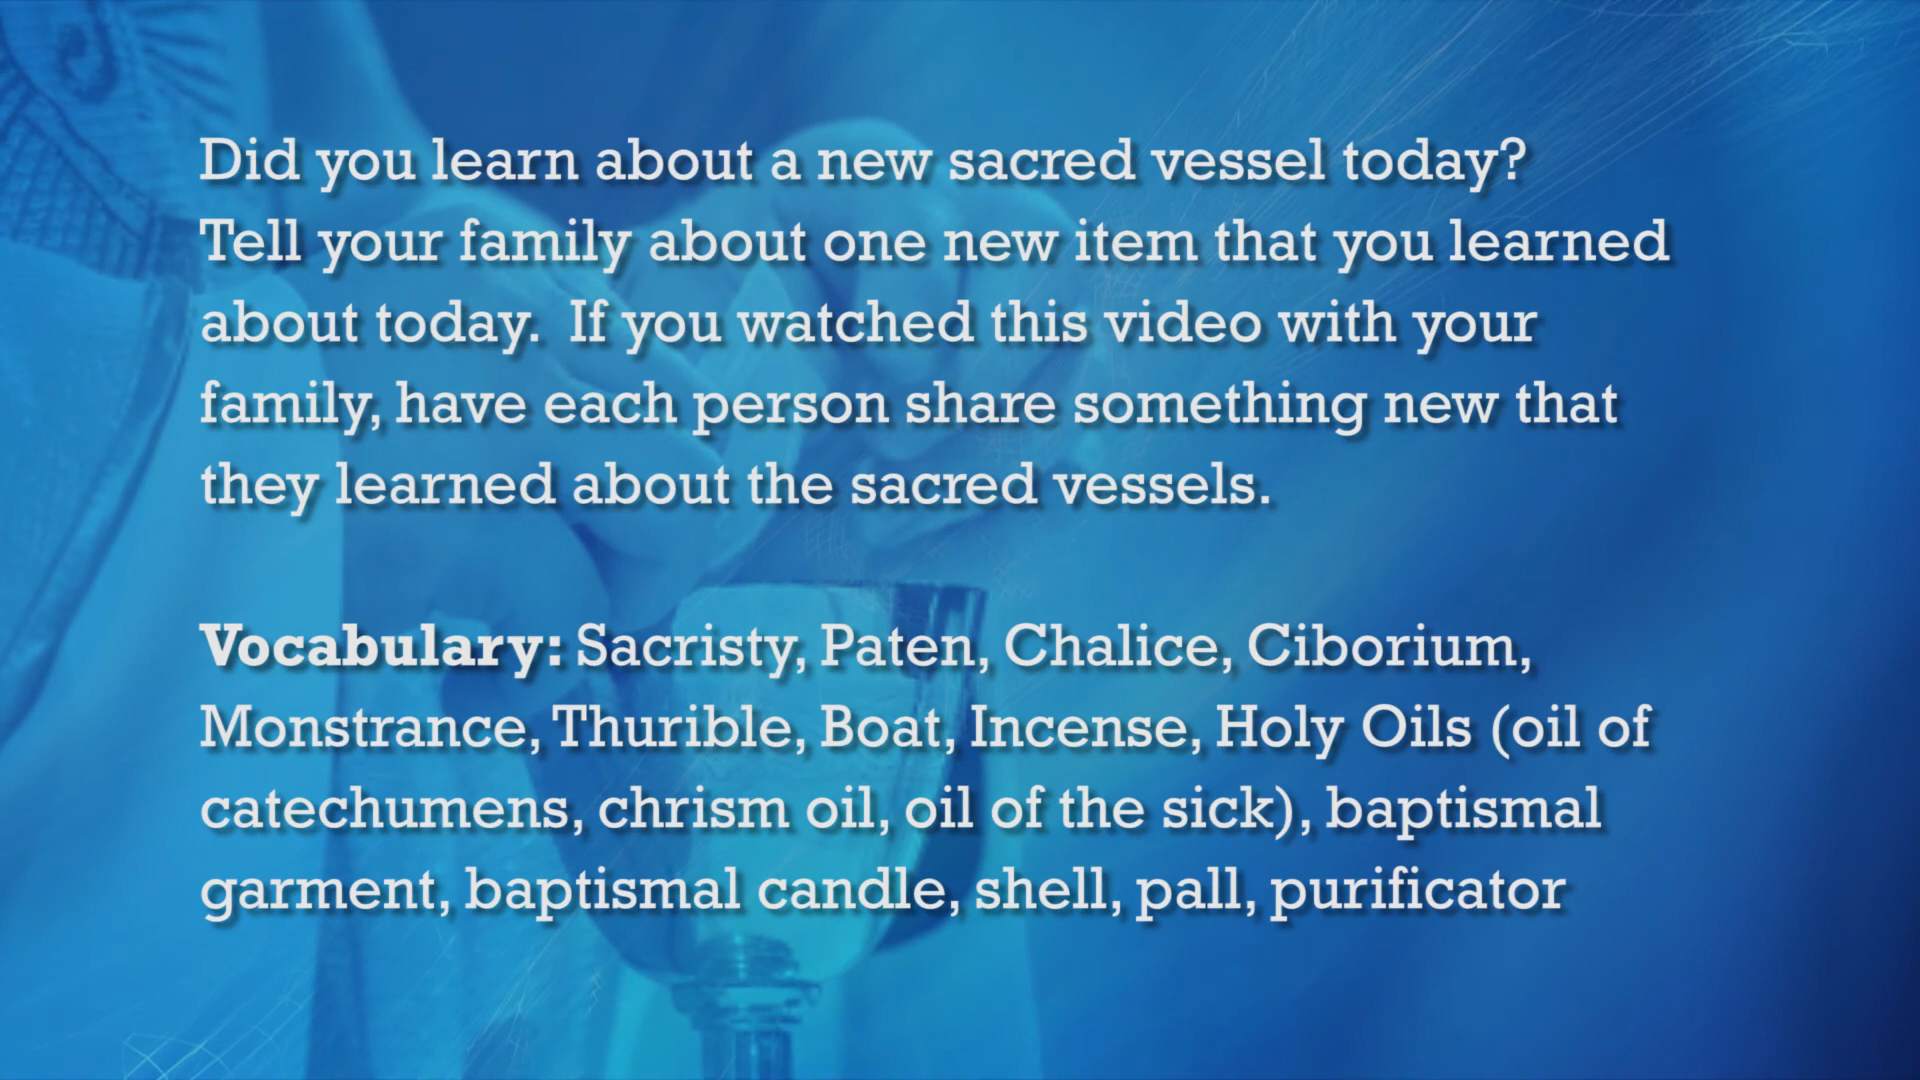 Did you learn about a new sacred vessel today?
Tell your family about one new item that you learned
about today.  If you watched this video with your
family, have each person share something new that
they learned about the sacred vessels.
Vocabulary: Sacristy, Paten, Chalice, Ciborium,
Monstrance, Thurible, Boat, Incense, Holy Oils (oil of
catechumens, chrism oil, oil of the sick), baptismal
garment, baptismal candle, shell, pall, purificator